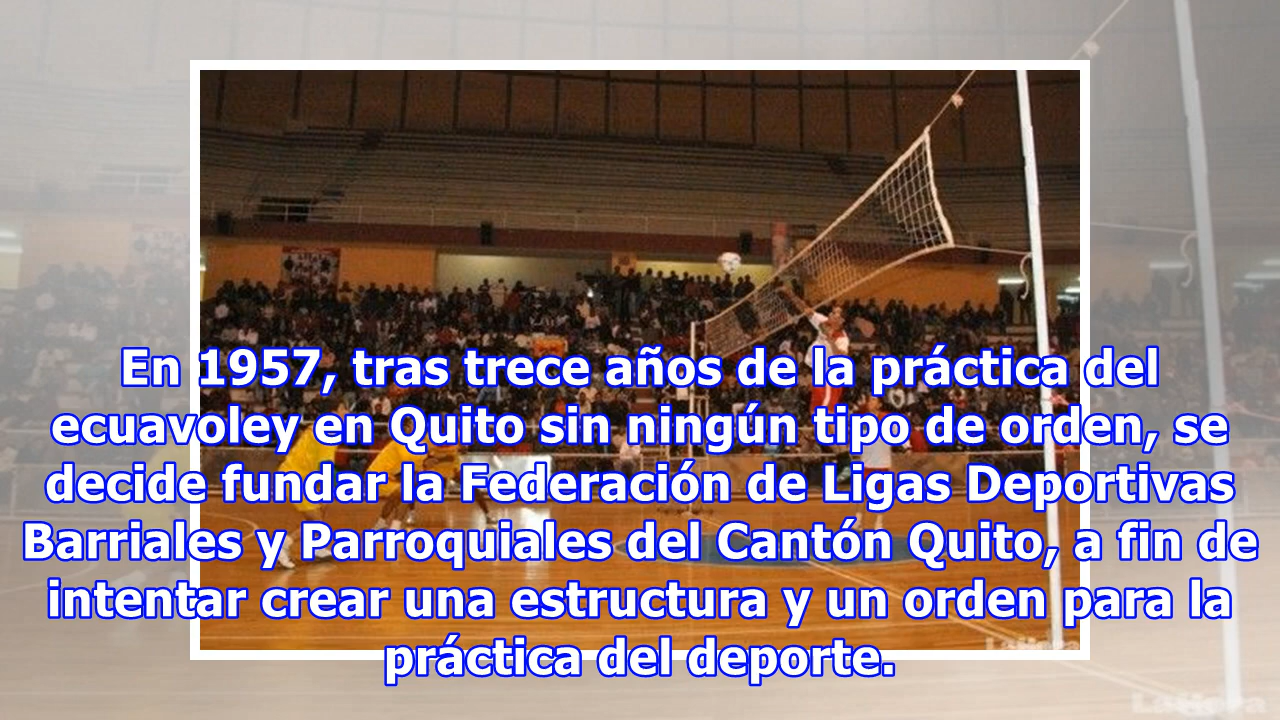 En 1957, tras trece años de la práctica del
ecuavoley en Quito sin ningún tipo de orden, se
decide fundar la Federación de Ligas Deportivas
Barriales y Parroquiales del Cantón Quito, a fin de
intentar crear una estructura y un orden para la
práctica del deporte.